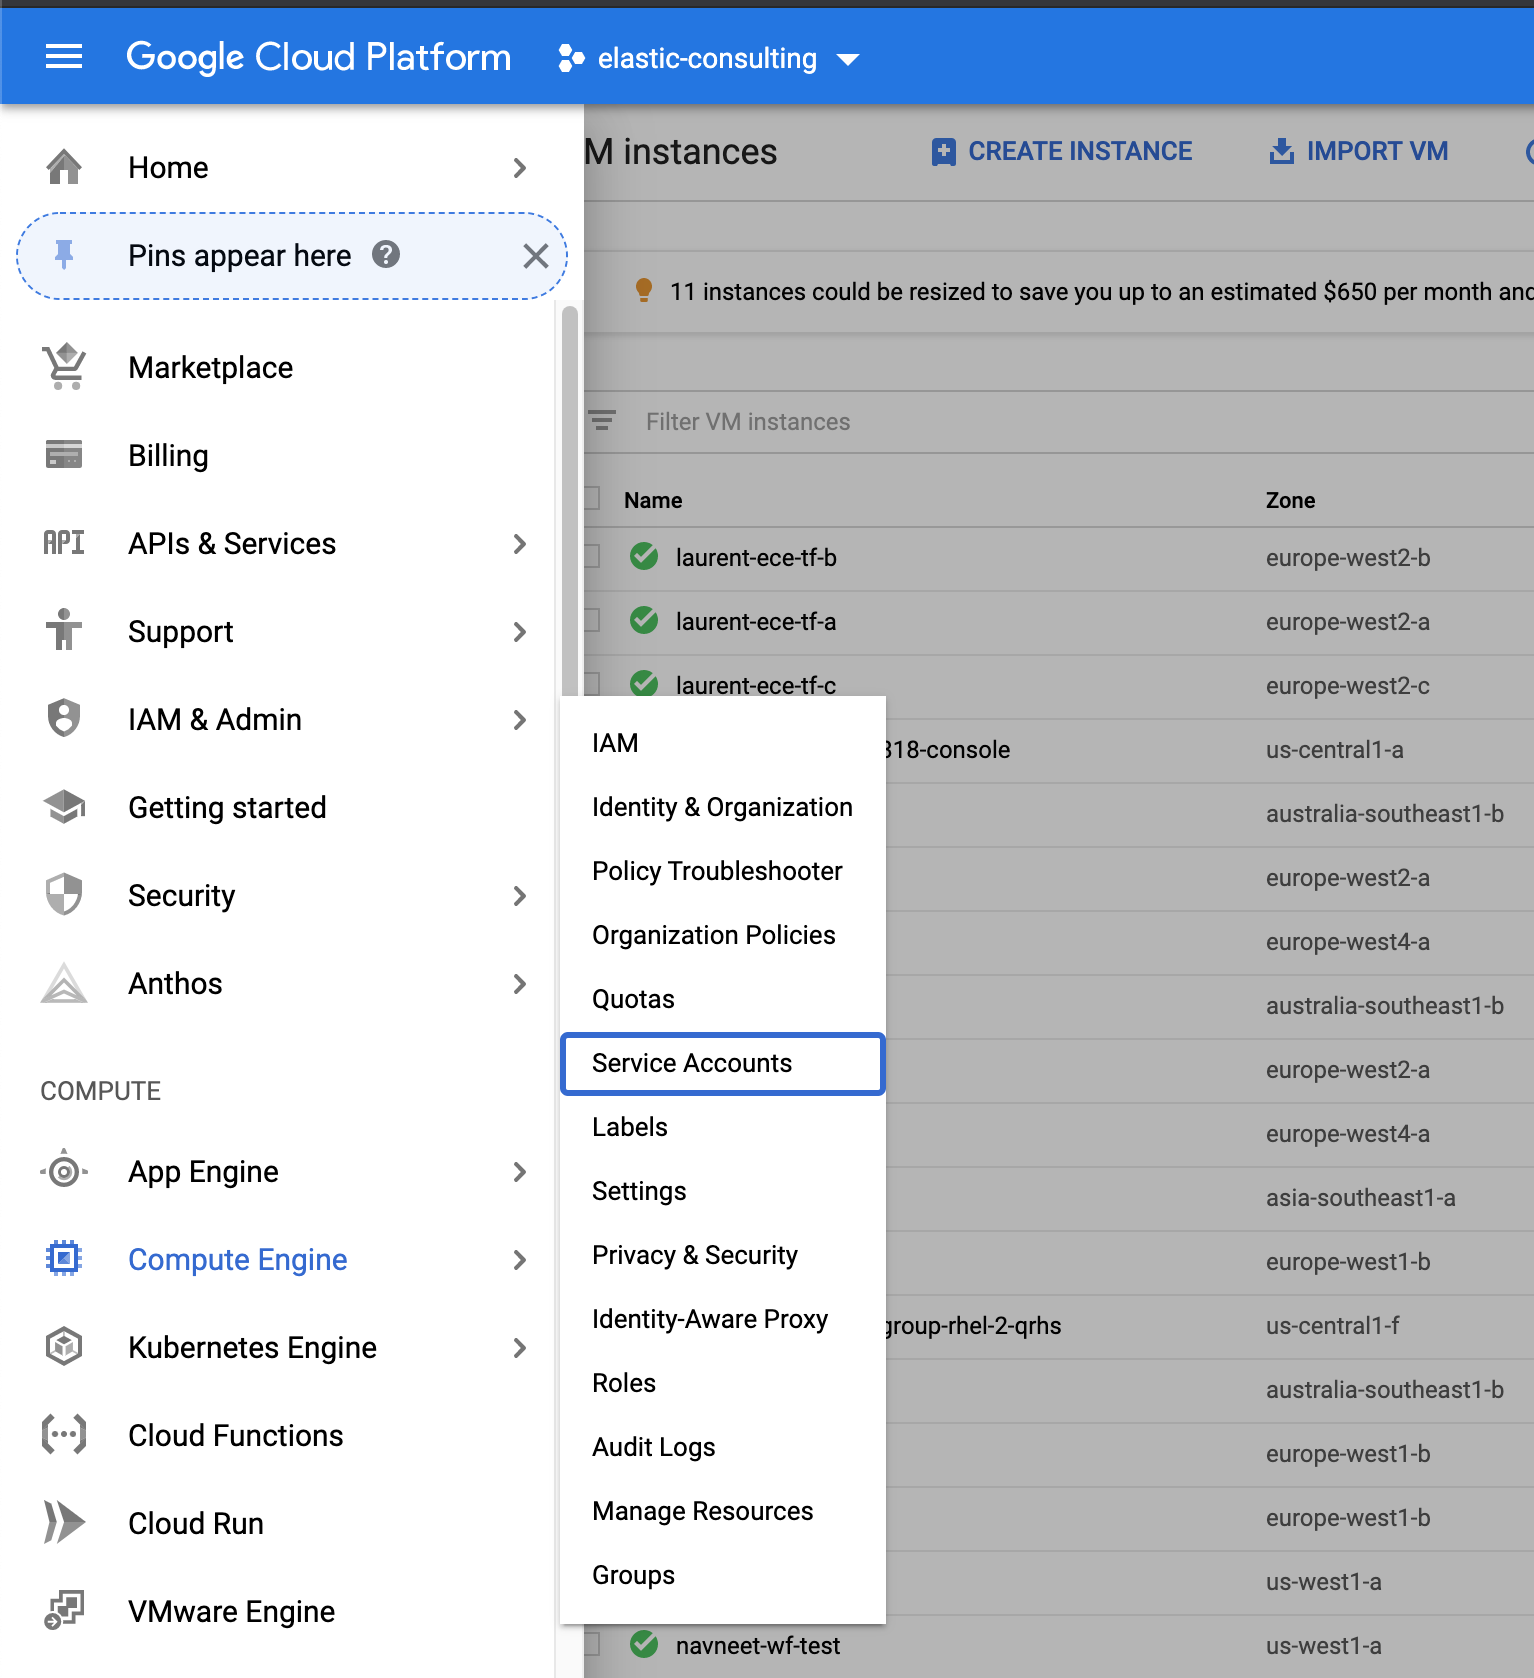 Google Cloud Platform
elastic-consulting
Home
Pins appear here
?
Marketplace
Billing
API
APIs & Services
Support
IAM & Admin
Getting started
Security
Anthos
COMPUTE
App Engine
Compute Engine
Kubernetes Engine
Cloud Functions
Cloud Run
VMware Engine
IAM
Identity & Organization
Policy Troubleshooter
Organization Policies
Quotas
Service Accounts
Labels
Settings
Privacy & Security
Identity-Aware Proxy
Roles
Audit Logs
Manage Resources
Groups
M instances
CREATE INSTANCE
IMPORT VM
11 instances could be resized to save you up to an estimated $650 per month and
Filter VM instances
Name Zone
laurent-ece-tf-b europe-west2-b
laurent-ece-tf-a europe-west2-a
laurent-ece-tf-c europe-west2-c
318-console us-central1-a
australia-southeast1-b
europe-west2-a
europe-west4-a
australia-southeast1-b
europe-west2-a
europe-west4-a
asia-southeast1-a
europe-west1-b
group-rhel-2-qrhs us-central1-f
australia-southeast1-b
europe-west1-b
europe-west1-b
us-west1-a
navneet-wf-test us-west1-a